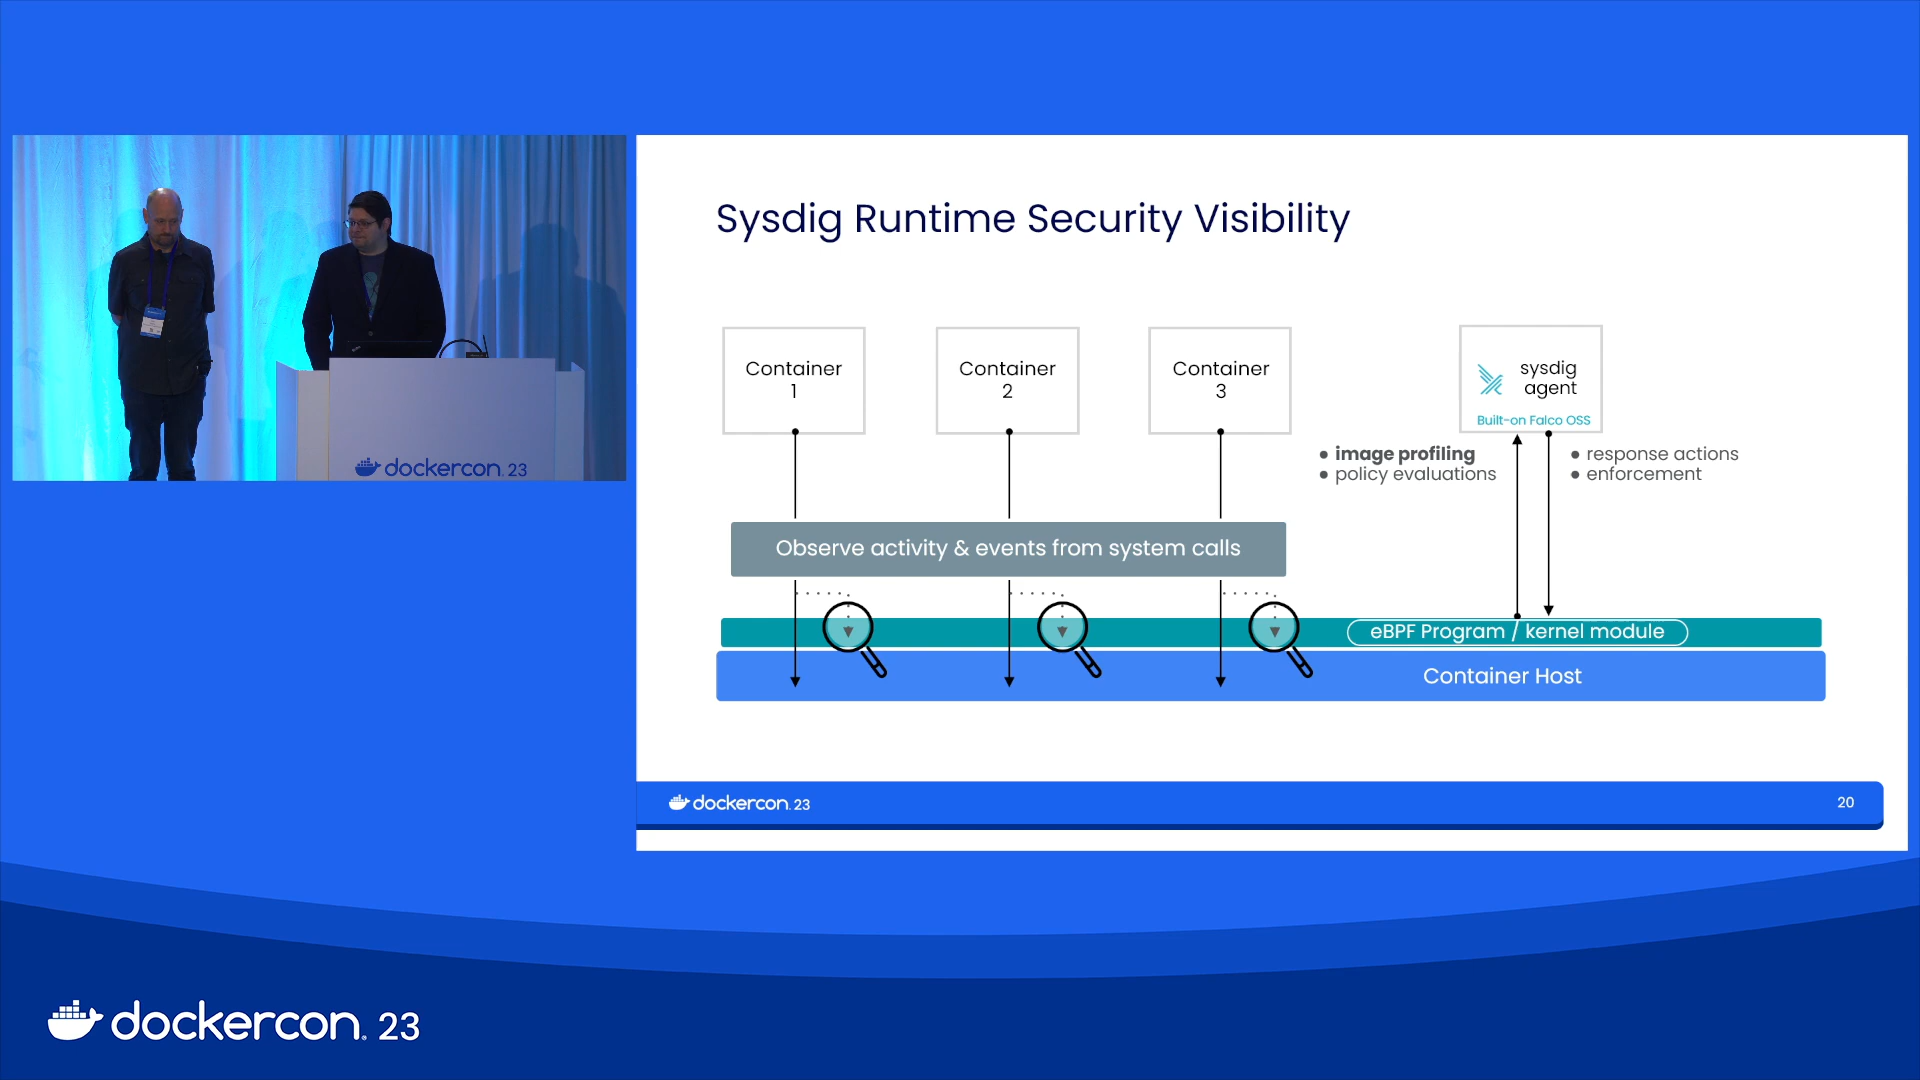 dockercon. 23
Sysdig Runtime Security Visibility
Container
1
Container
2
Container
3
sysdig
agent
Built-on Falco OSS
● image profiling
● policy evaluations
● response actions
● enforcement
Observe activity & events from system calls
eBPF Program / kernel module
Container Host
dockercon. 23
20
dockercon. 23